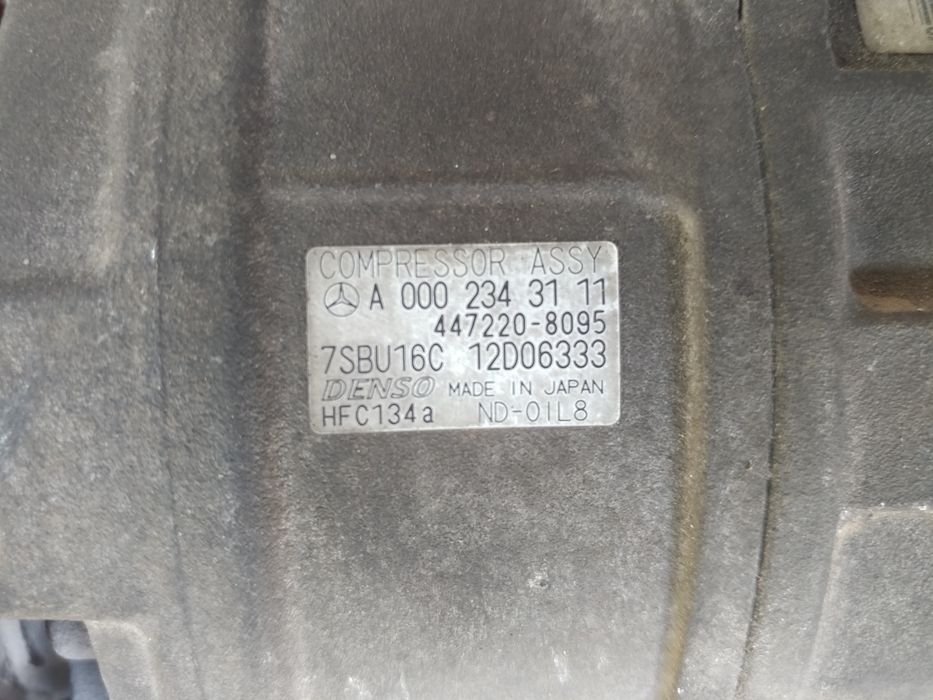 COMPRESSOR ASSY
A 000 234 31 11
447220-8095
7SBU16C 12D06333
DENSO MADE IN JAPAN
HFC134a ND-OIL8